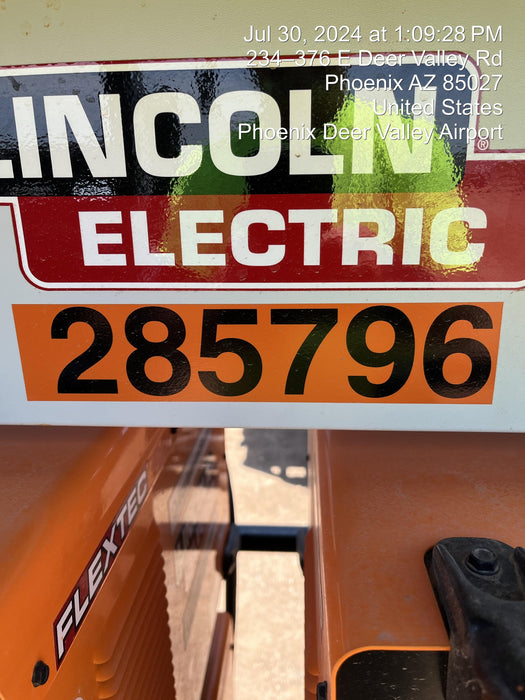 Jul 30, 2024 at 1:09:28 PM
234–376 E Deer Valley Rd
Phoenix AZ 85027
United States
Phoenix Deer Valley Airport
LINCOLN®
ELECTRIC
285796
FLEXTEC